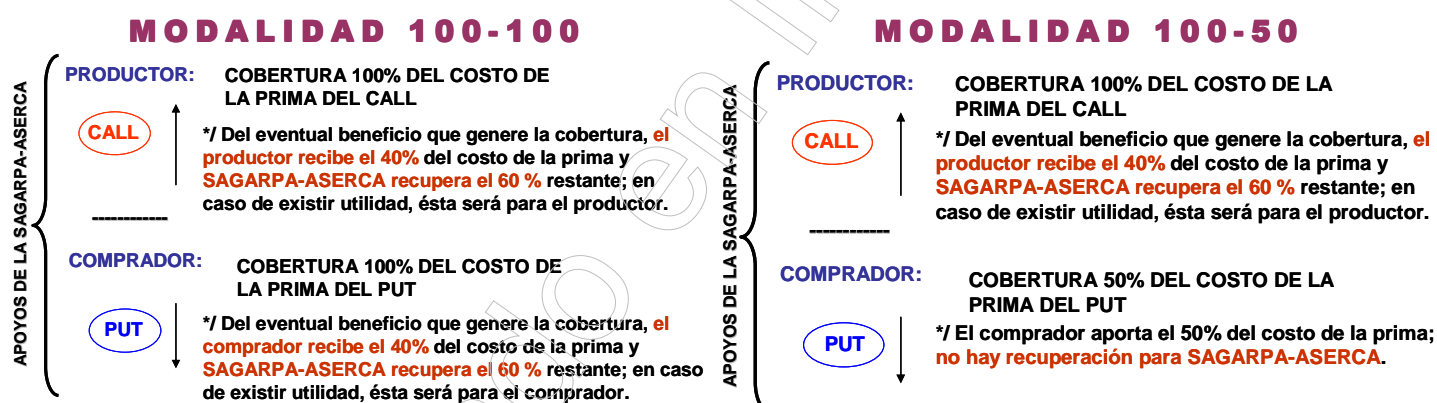 MODALIDAD 100-100
APOYOS DE LA SAGARPA-ASERCA
PRODUCTOR:
COBERTURA 100% DEL COSTO DE
LA PRIMA DEL CALL
CALL
*/ Del eventual beneficio que genere la cobertura, el
productor recibe el 40% del costo de la prima y
SAGARPA-ASERCA recupera el 60 % restante; en
caso de existir utilidad, ésta será para el productor.
------------
COMPRADOR:
COBERTURA 100% DEL COSTO DE
LA PRIMA DEL PUT
PUT
*/ Del eventual beneficio que genere la cobertura, el
comprador recibe el 40% del costo de la prima y
SAGARPA-ASERCA recupera el 60 % restante; en caso
de existir utilidad, ésta será para el comprador.
MODALIDAD 100-50
APOYOS DE LA SAGARPA-ASERCA
PRODUCTOR:
COBERTURA 100% DEL COSTO DE LA
PRIMA DEL CALL
CALL
*/ Del eventual beneficio que genere la cobertura, el
productor recibe el 40% del costo de la prima y
SAGARPA-ASERCA recupera el 60 % restante; en
caso de existir utilidad, ésta será para el productor.
------------
COMPRADOR:
COBERTURA 50% DEL COSTO DE LA
PRIMA DEL PUT
PUT
*/ El comprador aporta el 50% del costo de la prima;
no hay recuperación para SAGARPA-ASERCA.